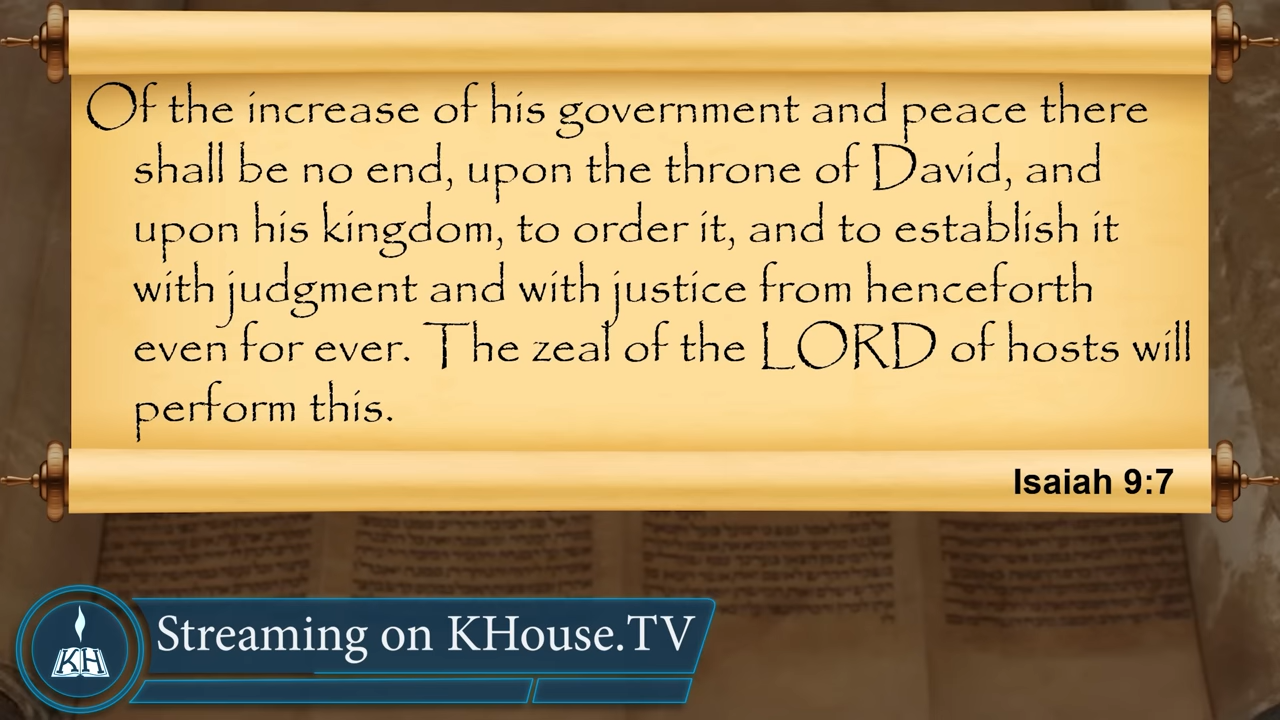 Of the increase of his government and peace there
shall be no end, upon the throne of David, and
upon his kingdom, to order it, and to establish it
with judgment and with justice from henceforth
even for ever. The zeal of the LORD of hosts will
perform this.
Isaiah 9:7
Streaming on KHouse.TV
KH